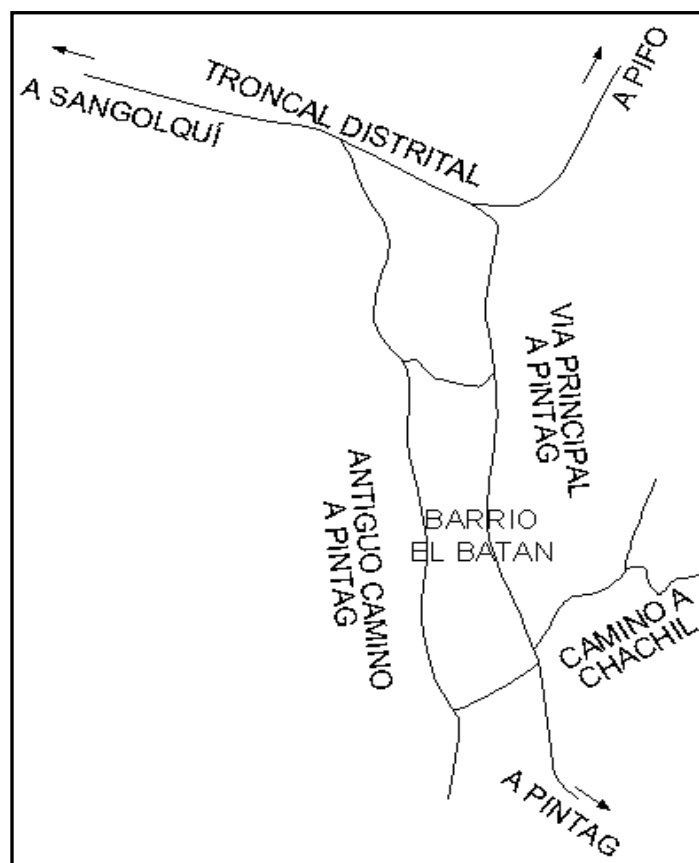 A PIFO
TRONCAL DISTRITAL
A SANGOLQUÍ
VIA PRINCIPAL
A PINTAG
ANTIGUO CAMINO
A PINTAG
BARRIO
EL BATAN
CAMINO A
CHACHIL
A PINTAG